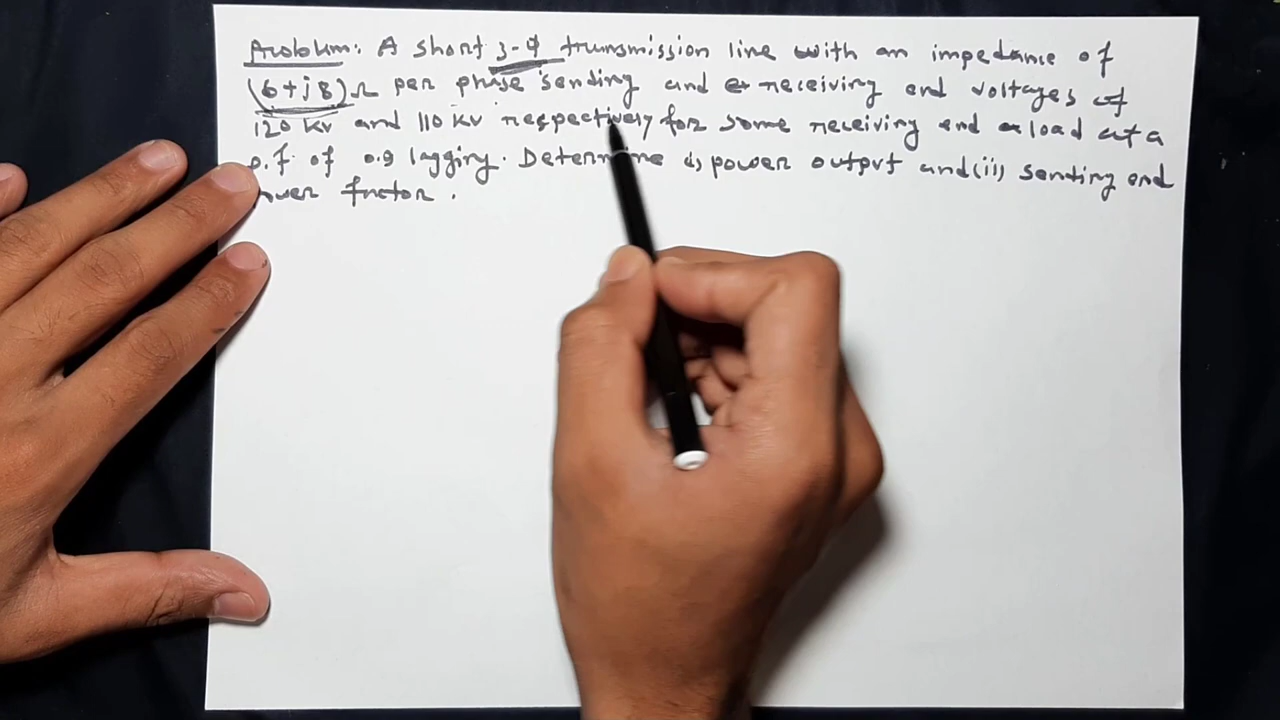 Problem: A short 3-φ transmission line with an impedance of
(6+j8)Ω per phase sending and receiving end voltages of
120 kv and 110 kv respectively for some receiving end load at a
p.f. of 0.9 lagging. Determine i) power output and (ii) sending end
power factor.